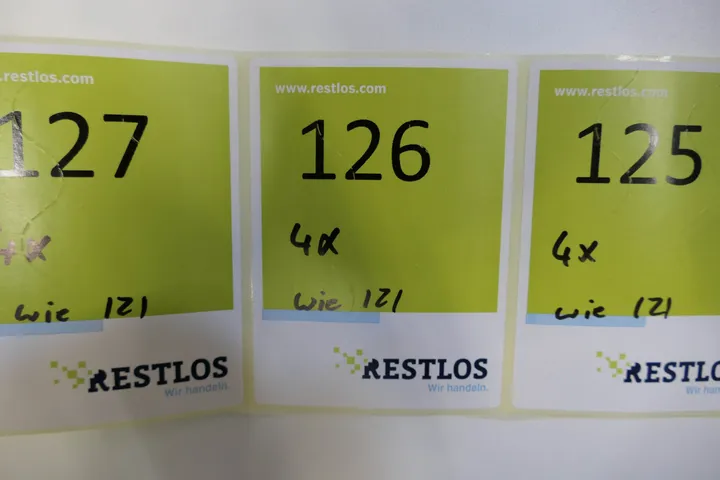 .restlos.com
127
4x
wie 121
RESTLOS
Wir handeln.
www.restlos.com
126
4x
wie 121
RESTLOS
Wir handeln.
www.restlos.com
125
4x
wie 121
RESTLO